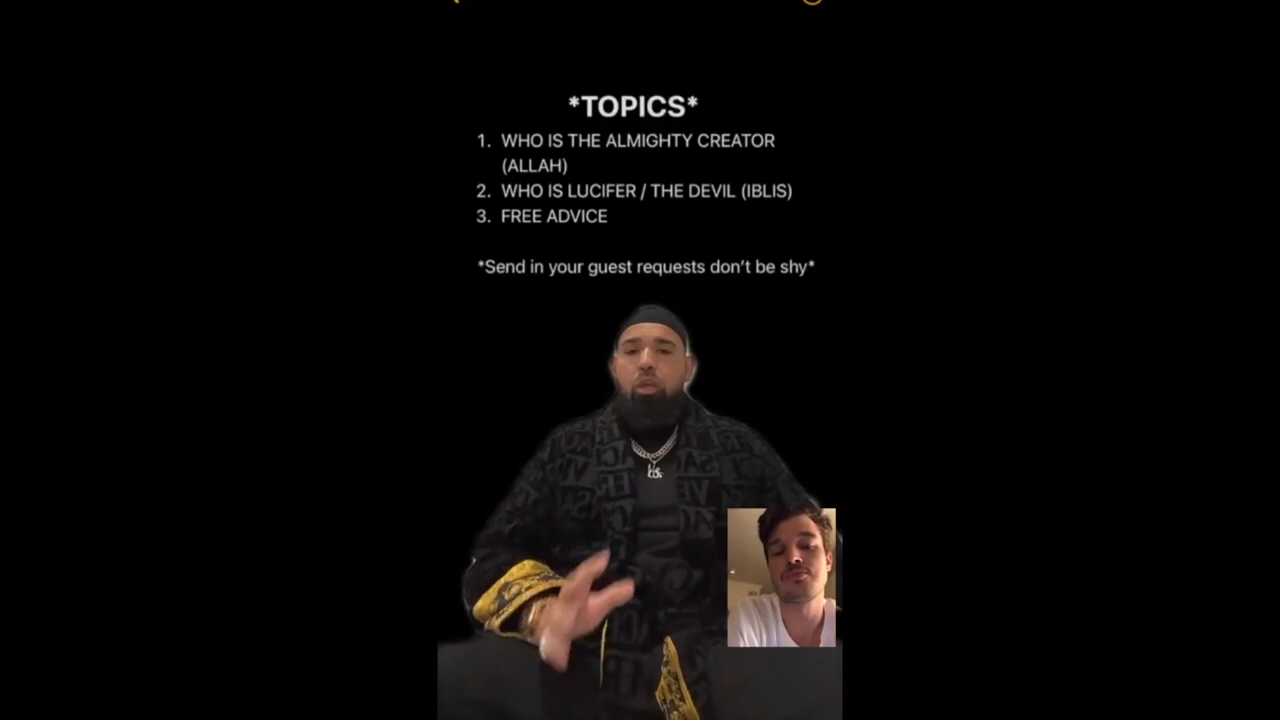 *TOPICS*
1. WHO IS THE ALMIGHTY CREATOR
(ALLAH)
2. WHO IS LUCIFER / THE DEVIL (IBLIS)
3. FREE ADVICE
*Send in your guest requests don't be shy*